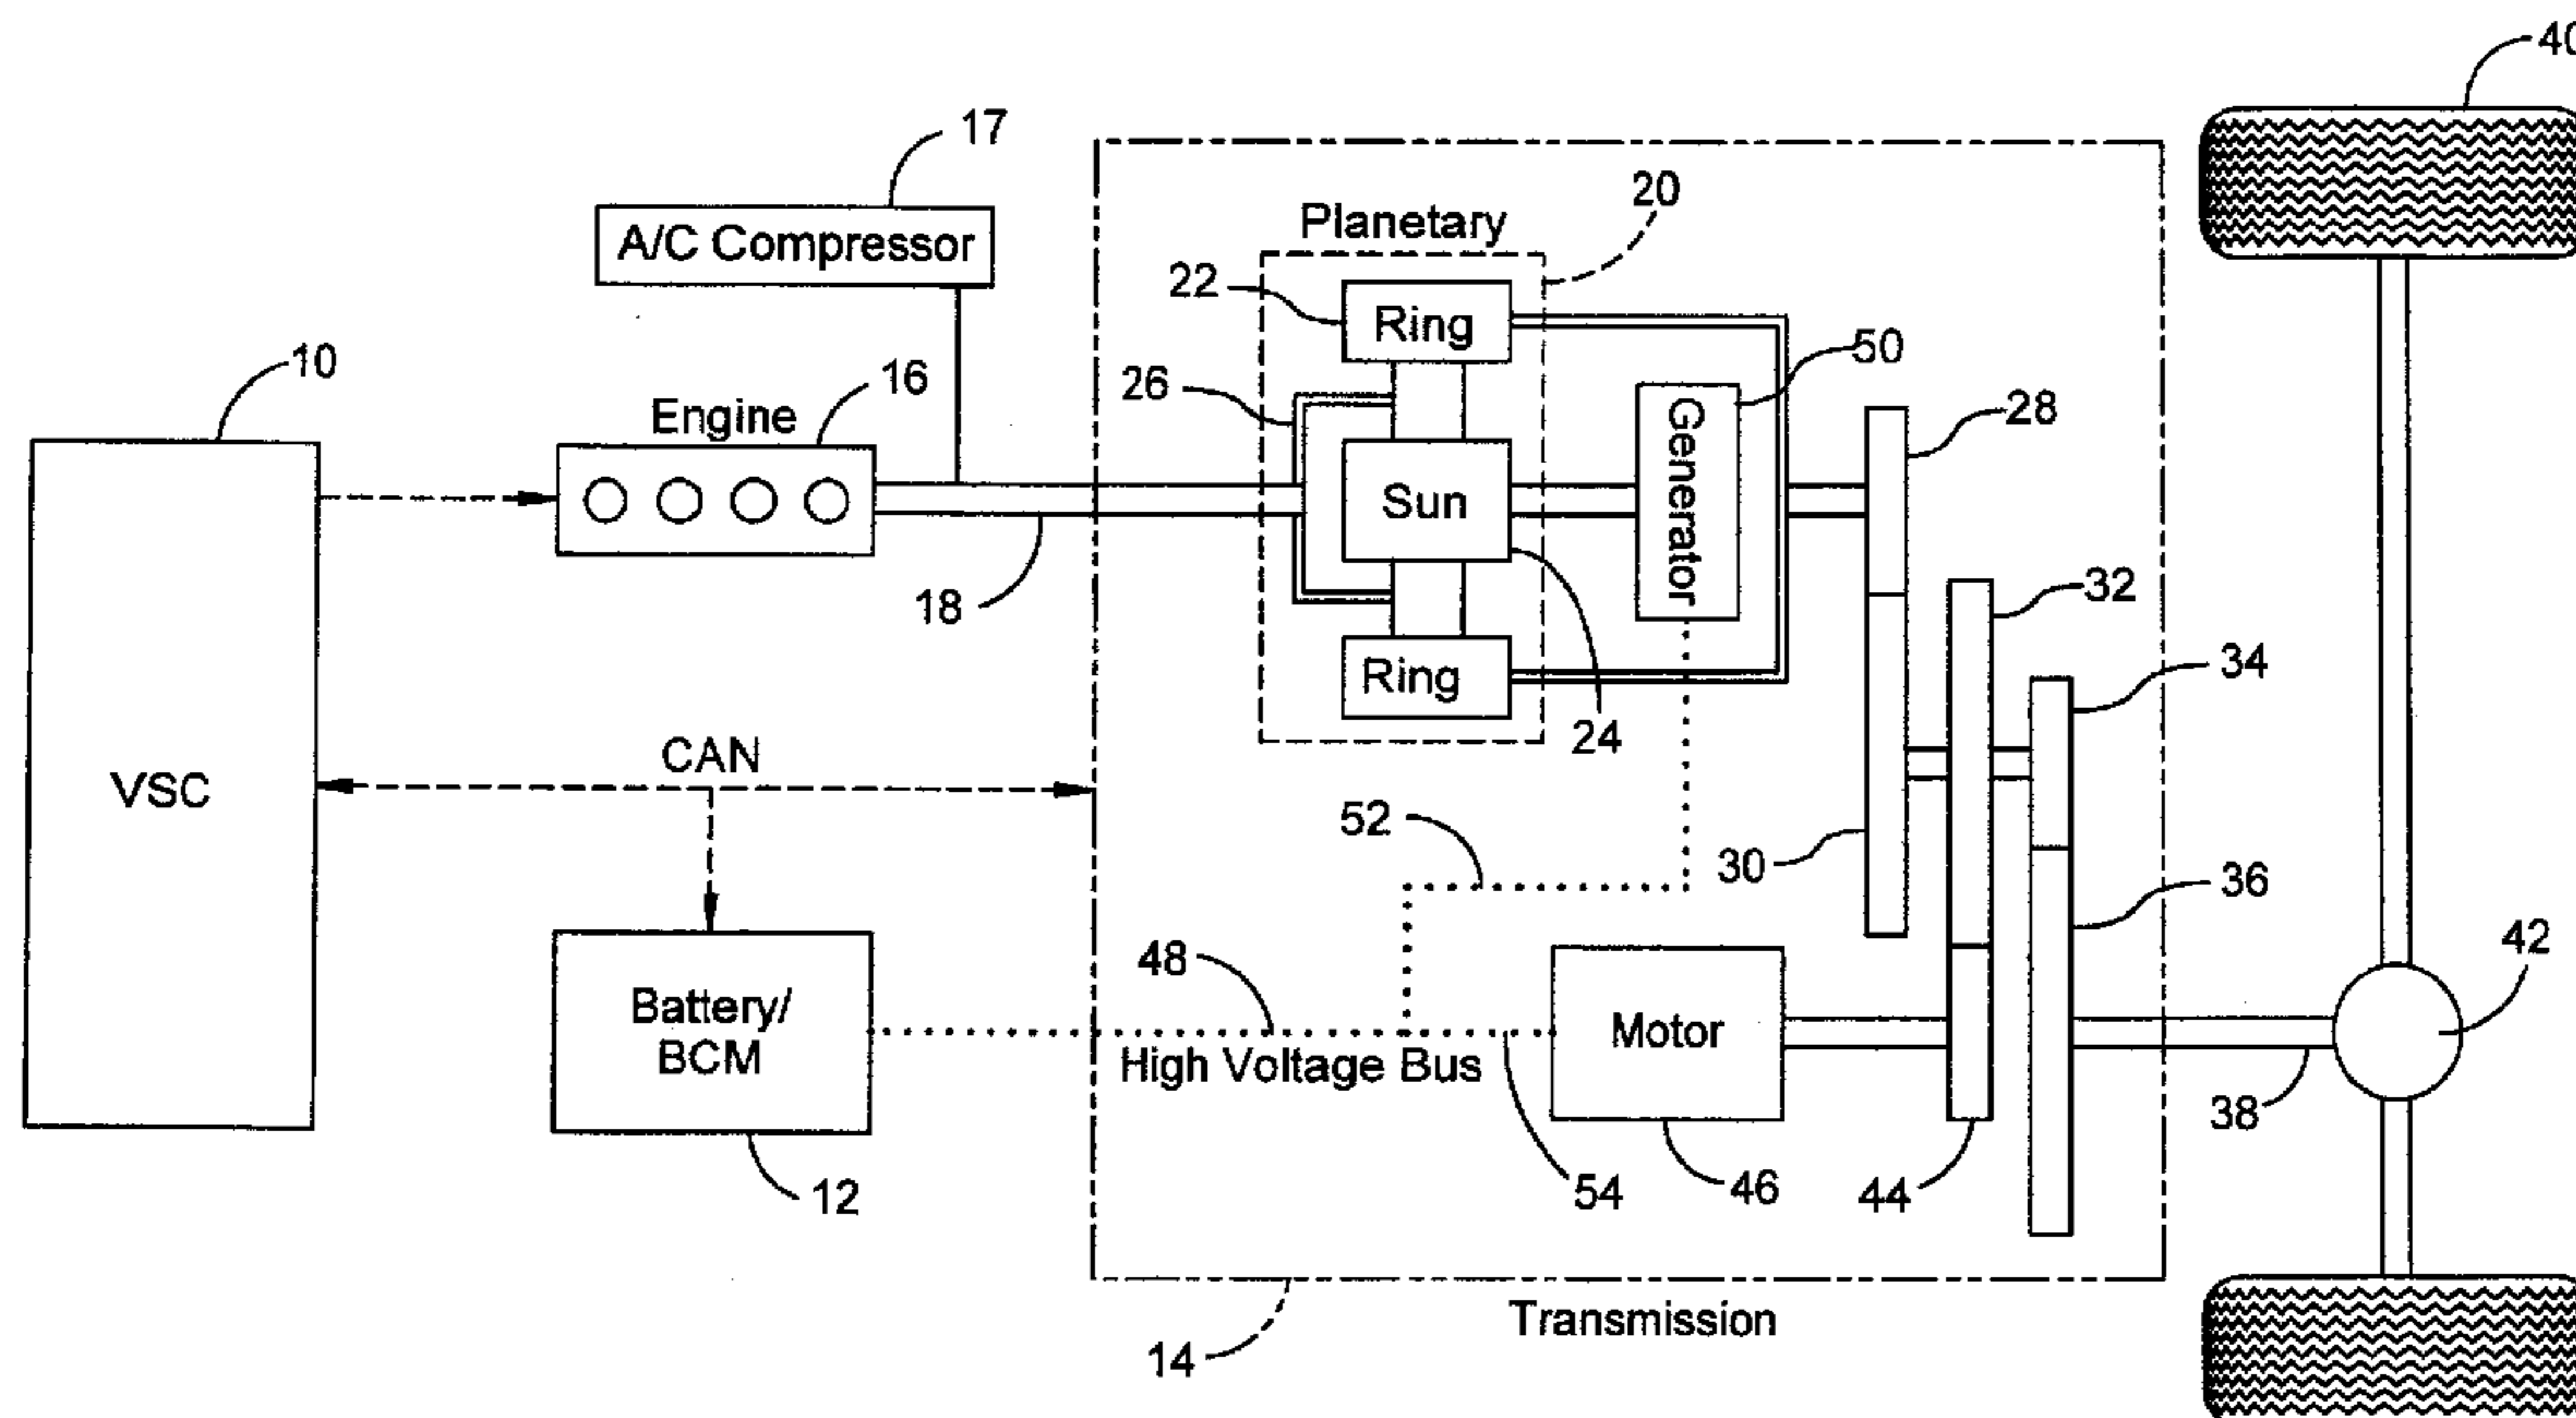 40
17
A/C Compressor
20
Planetary
22
Ring
10
50
26
16
28
Engine
Generator
Sun
18
32
34
Ring
24
CAN
VSC
52
30
36
48
42
Battery/
BCM
Motor
High Voltage Bus
38
12
54
46
44
Transmission
14